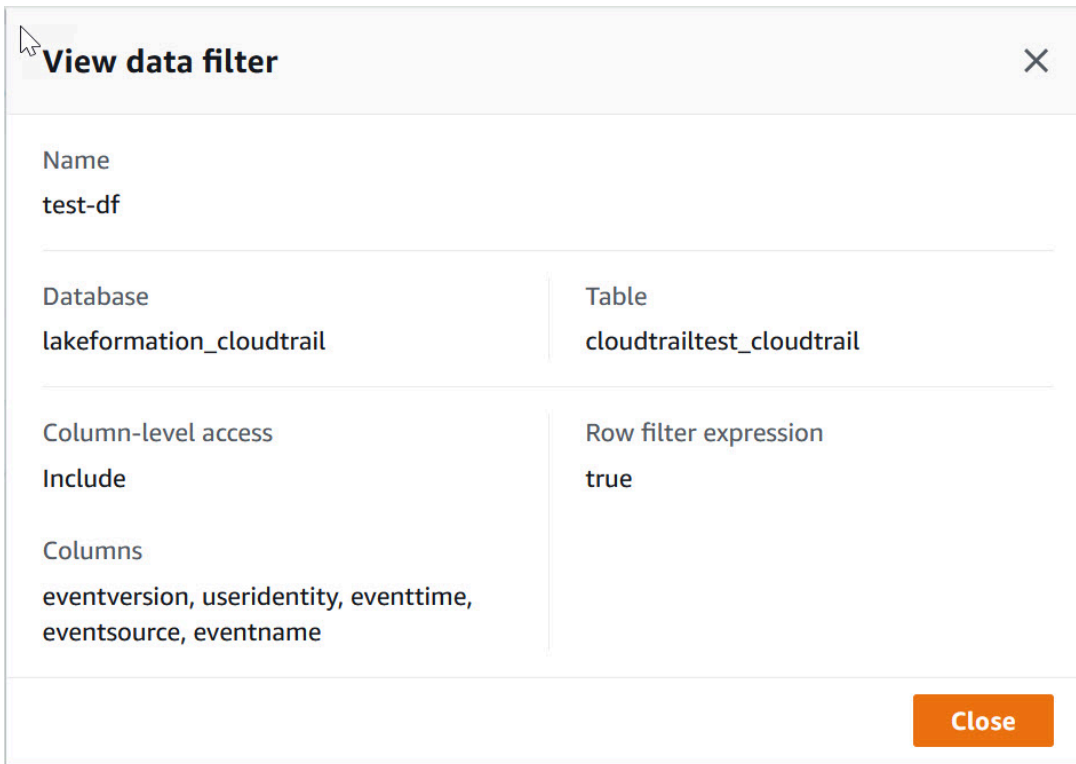 View data filter
Name
test-df
Database
lakeformation_cloudtrail
Table
cloudtrailtest_cloudtrail
Column-level access
Include
Row filter expression
true
Columns
eventversion, useridentity, eventtime,
eventsource, eventname
Close